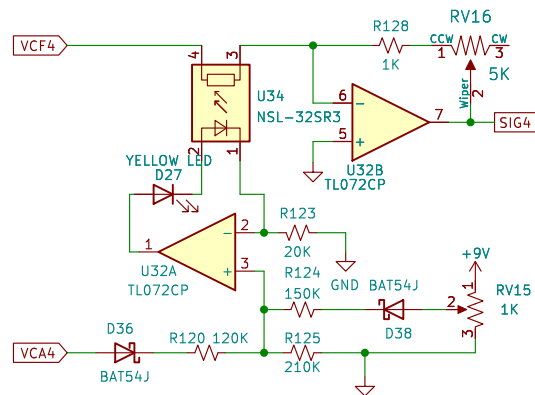 RV16
R128
VCF4
4
3
CCW
CW
1
3
1K
5K
U34
NSL-32SR3
6
Wiper
2
7
SIG4
5
YELLOW LED
2
1
D27
U32B
TL072CP
2
R123
+9V
1
3
20K
U32A
R124
BAT54J
GND
TL072CP
150K
1
2
RV15
1K
D36
D38
3
R120
120K
R125
VCA4
BAT54J
210K